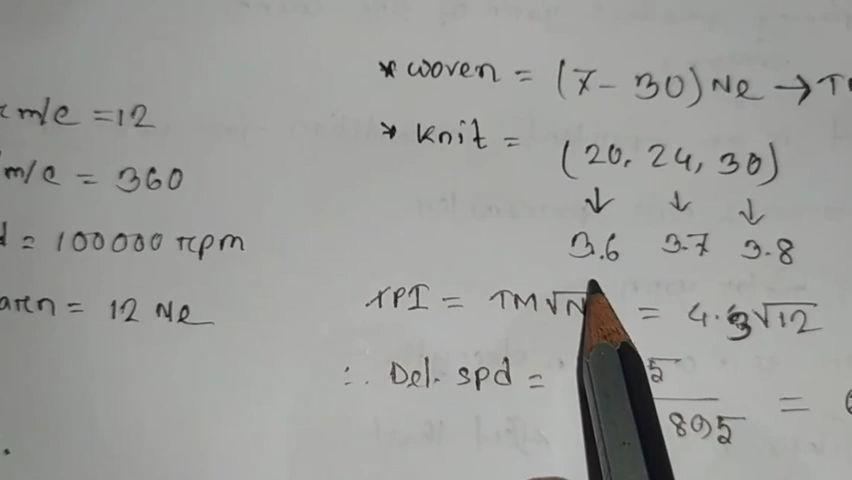 m/c = 12
m/c = 360
= 100000 rpm
= 12 Ne
* woven = (7 - 30) Ne →
* Knit = (20, 24, 30)
↓ ↓ ↓
3.6 3.7 3.8
TPI = TM√N = 4.3√12
∴ Del. spd = 5
895 =